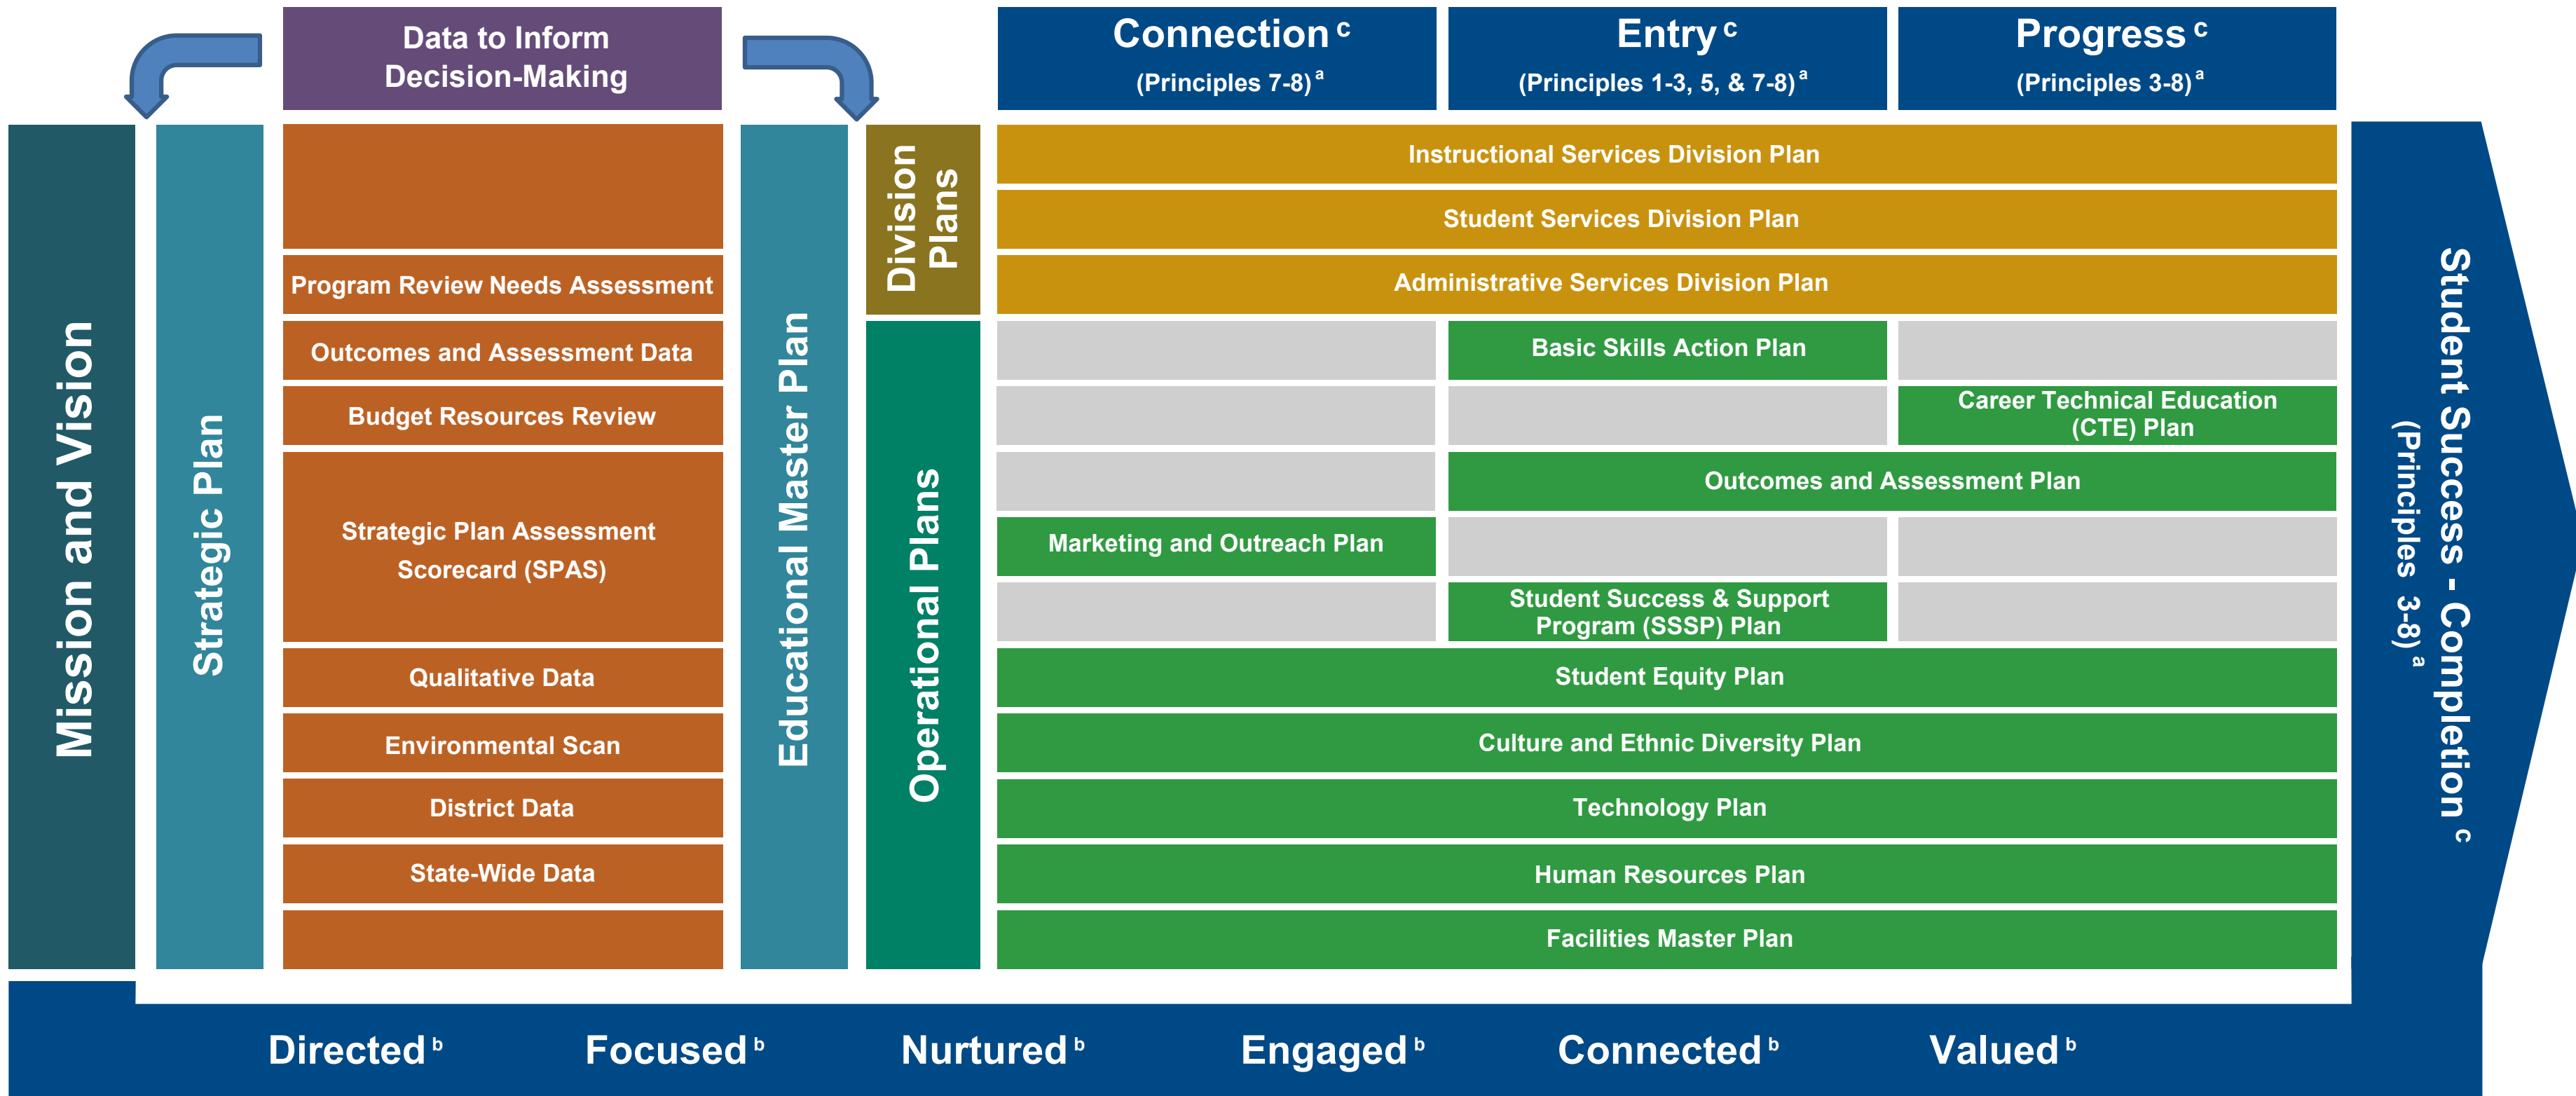 Data to Inform
Decision-Making
Connection c
(Principles 7-8) a
Entry c
(Principles 1-3, 5, & 7-8) a
Progress c
(Principles 3-8) a
Mission and Vision
Strategic Plan
Program Review Needs Assessment
Outcomes and Assessment Data
Budget Resources Review
Strategic Plan Assessment
Scorecard (SPAS)
Qualitative Data
Environmental Scan
District Data
State-Wide Data
Educational Master Plan
Division
Plans
Operational Plans
Instructional Services Division Plan
Student Services Division Plan
Administrative Services Division Plan
Basic Skills Action Plan
Career Technical Education
(CTE) Plan
Outcomes and Assessment Plan
Marketing and Outreach Plan
Student Success & Support
Program (SSSP) Plan
Student Equity Plan
Culture and Ethnic Diversity Plan
Technology Plan
Human Resources Plan
Facilities Master Plan
Student Success - Completion c
(Principles 3-8) a
Directed b
Focused b
Nurtured b
Engaged b
Connected b
Valued b